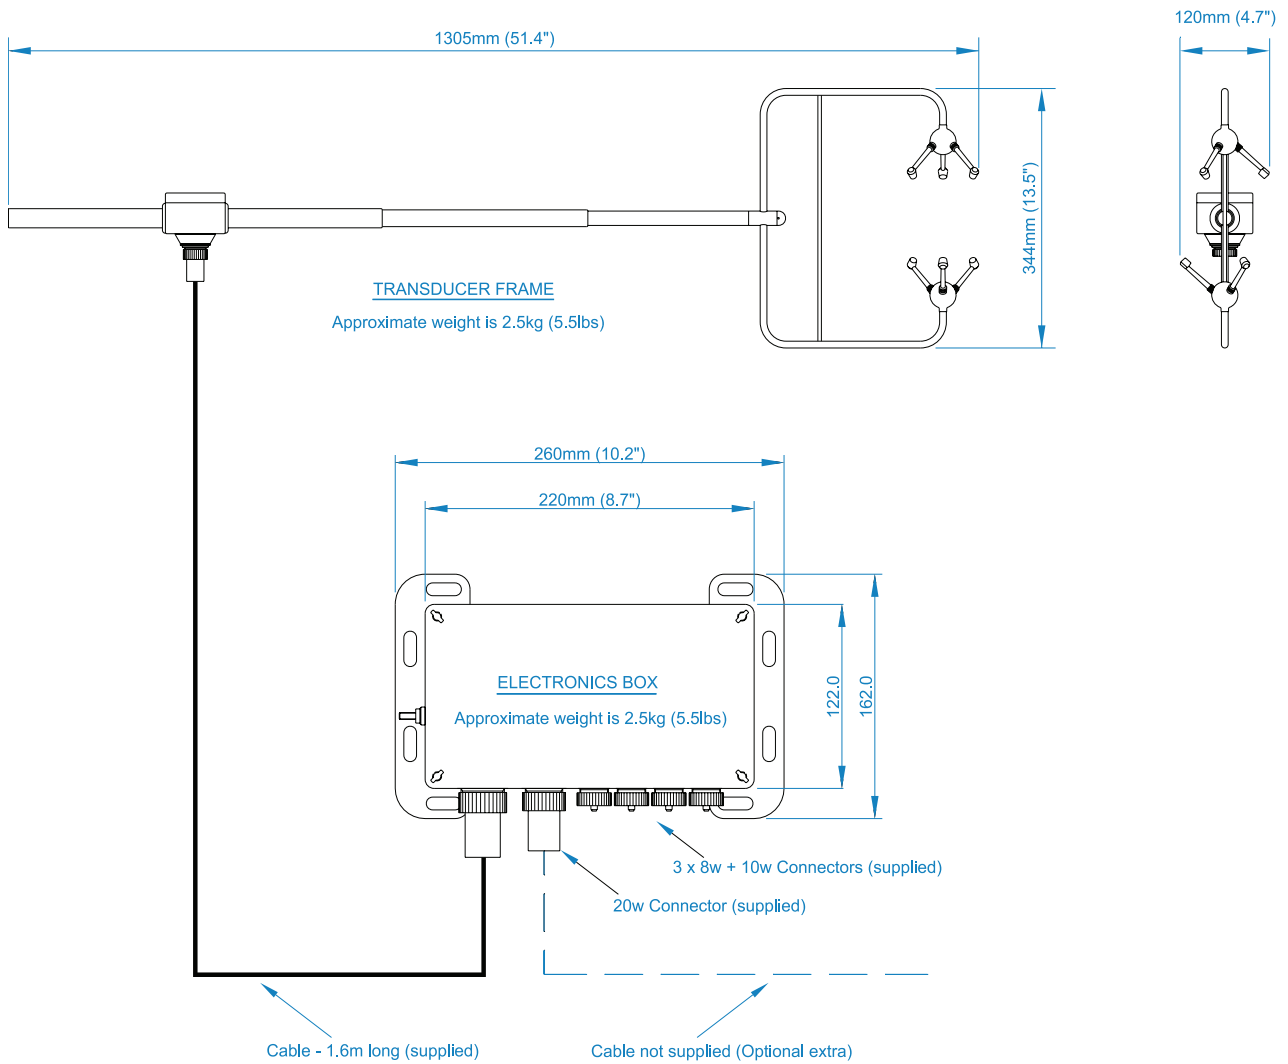 120mm (4.7")
1305mm (51.4")
344mm (13.5")
TRANSDUCER FRAME
Approximate weight is 2.5kg (5.5lbs)
260mm (10.2")
220mm (8.7")
ELECTRONICS BOX
Approximate weight is 2.5kg (5.5lbs)
122.0
162.0
3 x 8w + 10w Connectors (supplied)
20w Connector (supplied)
Cable - 1.6m long (supplied)
Cable not supplied (Optional extra)